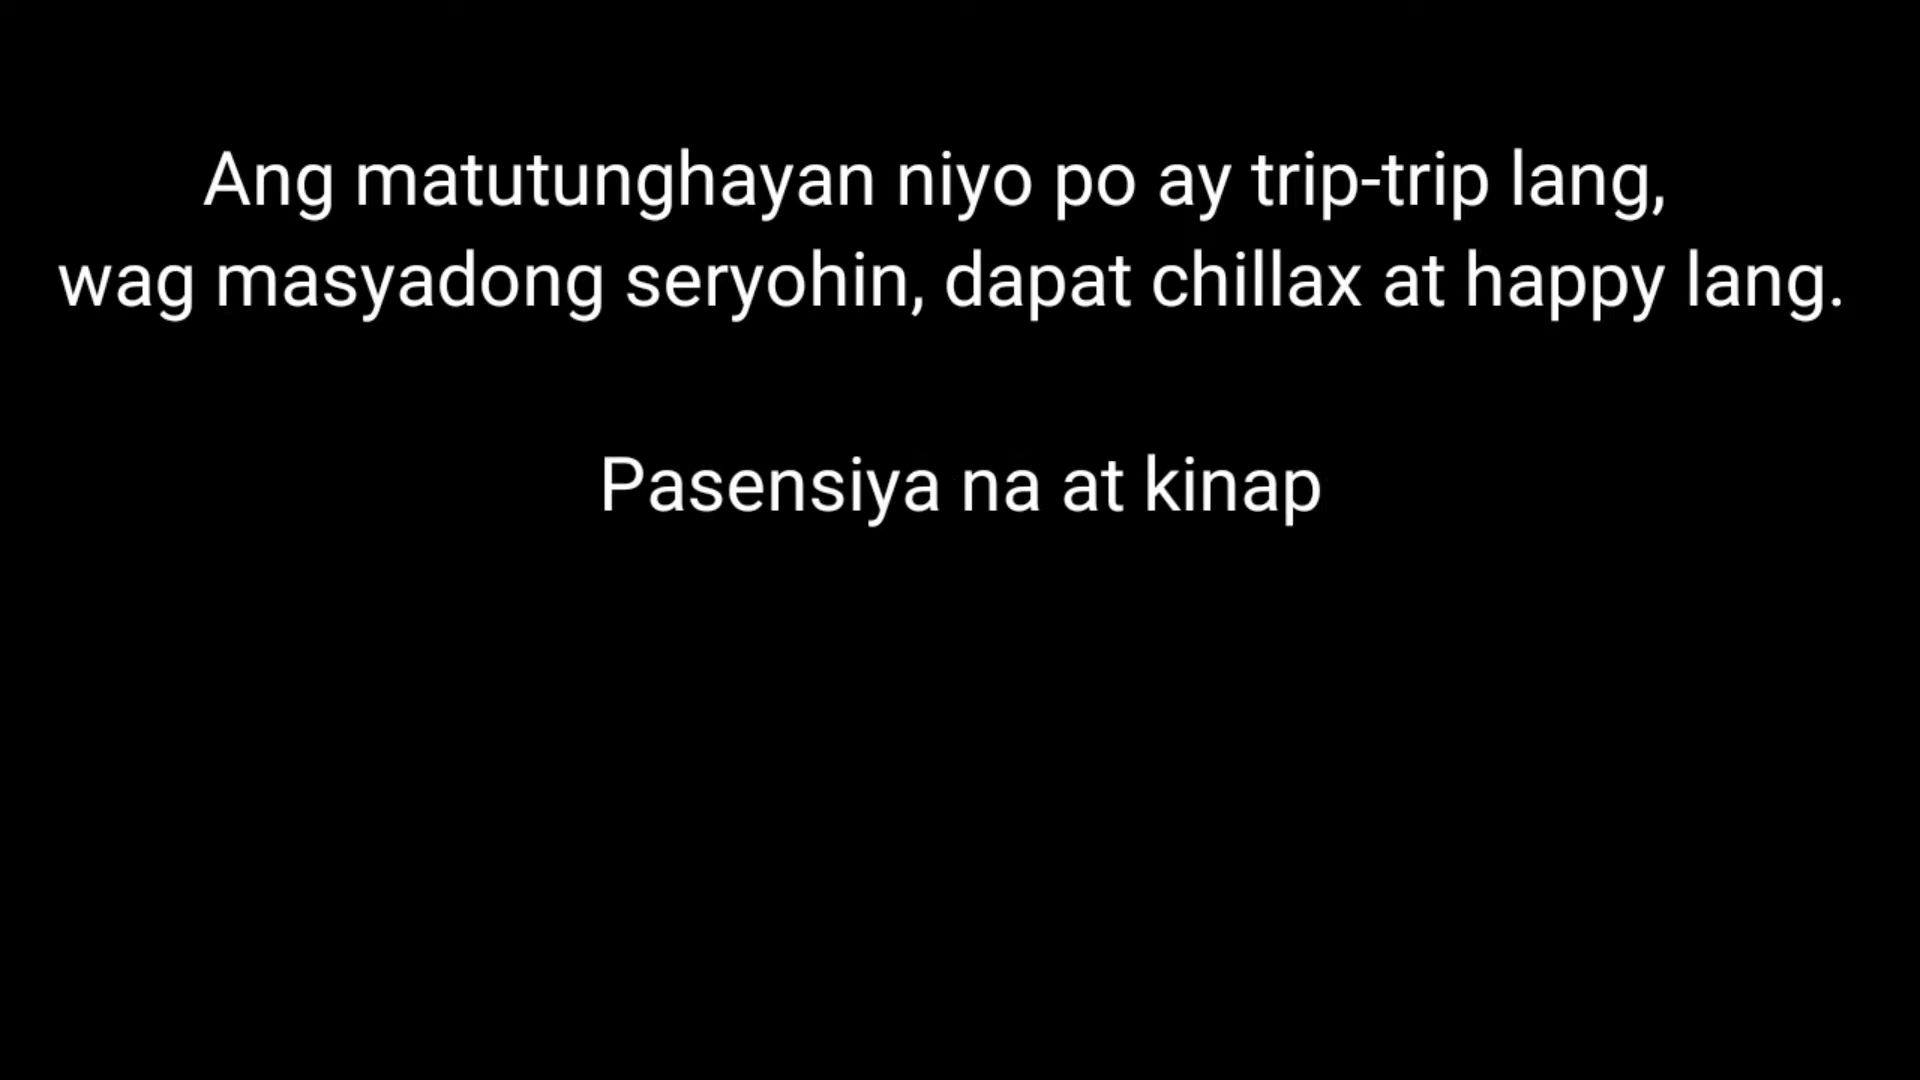 Ang matutunghayan niyo po ay trip-trip lang,
wag masyadong seryohin, dapat chillax at happy lang.
Pasensiya na at kinap